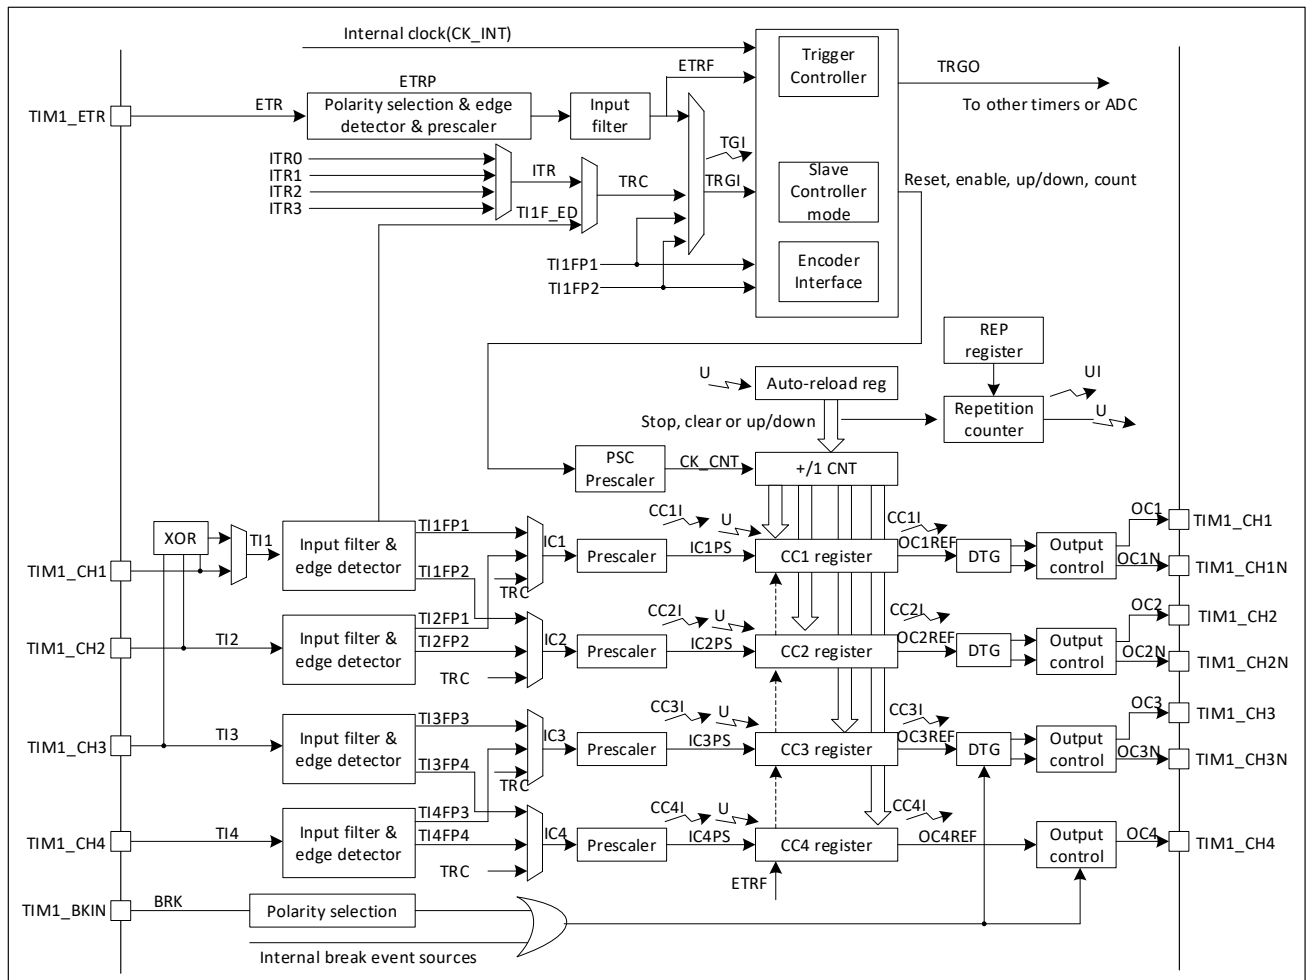 Internal clock(CK_INT)
Trigger
Controller
ETRF
TRGO
ETRP
TIM1_ETR
ETR
Polarity selection & edge
detector & prescaler
Input
filter
To other timers or ADC
TGI
ITR0
ITR1
ITR2
ITR3
ITR
TRC
TRGI
Slave
Controller
mode
Reset, enable, up/down, count
TI1F_ED
TI1FP1
TI1FP2
Encoder
Interface
REP
register
U
Auto-reload reg
UI
Stop, clear or up/down
Repetition
counter
U
PSC
Prescaler
CK_CNT
+/1 CNT
XOR
TI1
Input filter &
edge detector
TI1FP1
TI1FP2
IC1
TRC
Prescaler
CC1I
U
IC1PS
CC1 register
CC1I
OC1REF
DTG
Output
control
OC1
OC1N
TIM1_CH1
TIM1_CH1N
TIM1_CH1
TIM1_CH2
TI2
Input filter &
edge detector
TI2FP1
TI2FP2
TRC
IC2
Prescaler
CC2I
U
IC2PS
CC2 register
CC2I
OC2REF
DTG
Output
control
OC2
OC2N
TIM1_CH2
TIM1_CH2N
TIM1_CH3
TI3
Input filter &
edge detector
TI3FP3
TI3FP4
IC3
TRC
Prescaler
CC3I
U
IC3PS
CC3 register
CC3I
OC3REF
DTG
Output
control
OC3
OC3N
TIM1_CH3
TIM1_CH3N
TIM1_CH4
TI4
Input filter &
edge detector
TI4FP3
TI4FP4
TRC
IC4
Prescaler
CC4I
U
IC4PS
CC4 register
CC4I
OC4REF
Output
control
OC4
TIM1_CH4
ETRF
TIM1_BKIN
BRK
Polarity selection
Internal break event sources